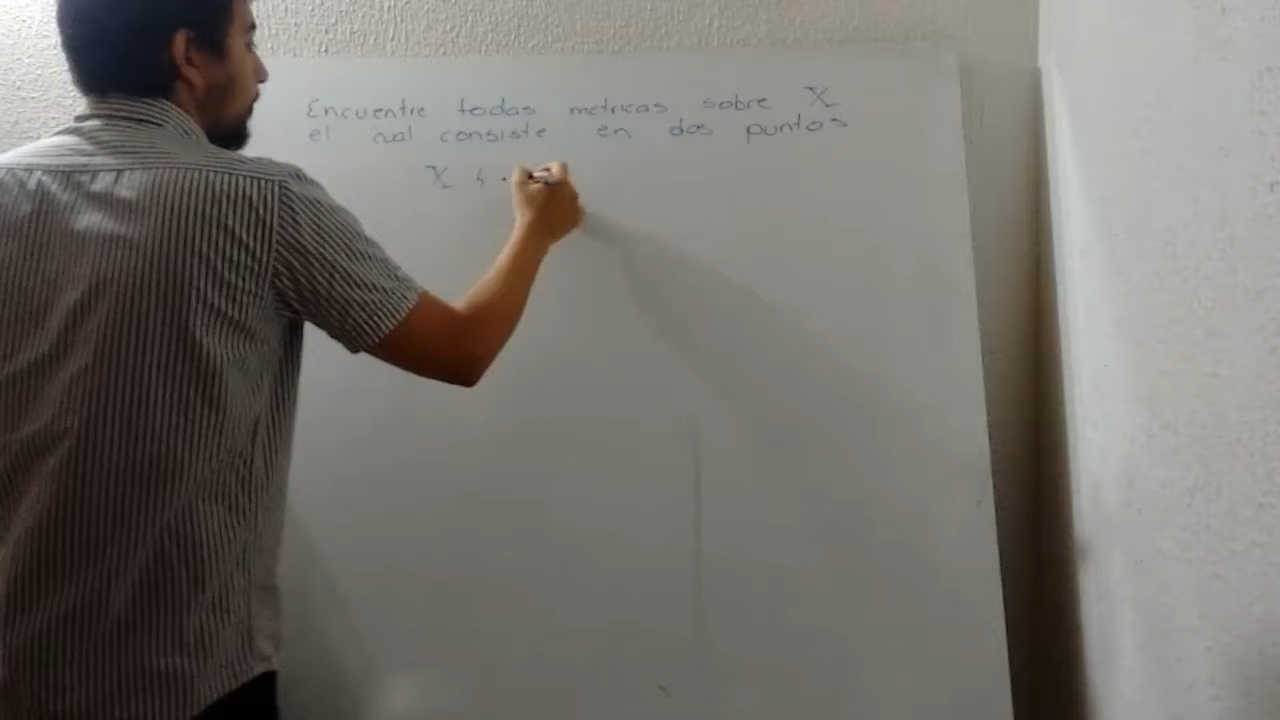 Encuentre todas metricas sobre X
el cual consiste en dos puntos
X